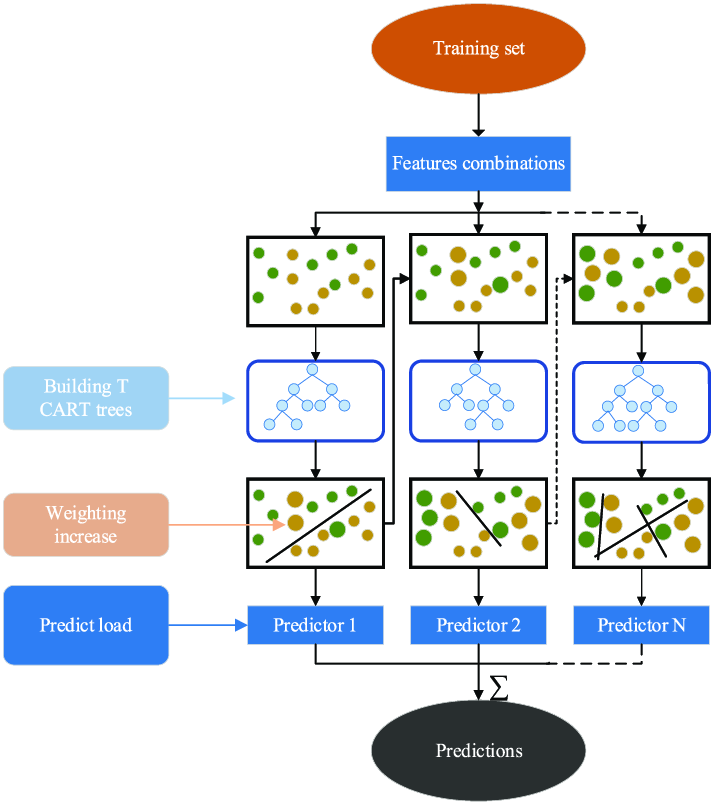 Training set
Features combinations
Building T
CART trees
Weighting
increase
Predict load
Predictor 1
Predictor 2
Predictor N
Σ
Predictions